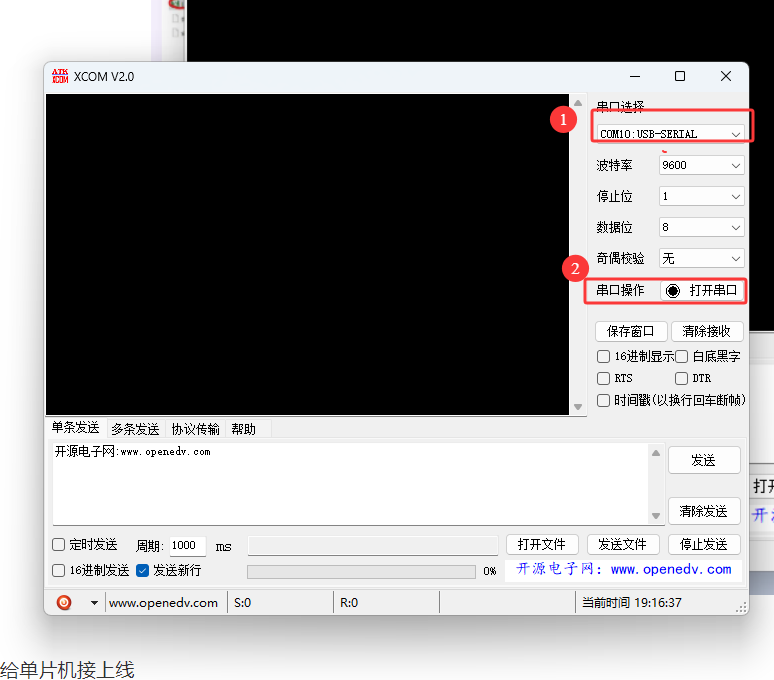 ATK XCOM XCOM V2.0
串口选择
1
COM10:USB-SERIAL
波特率 9600
停止位 1
数据位 8
奇偶校验 无
2
串口操作 打开串口
保存窗口 清除接收
16进制显示 白底黑字
RTS DTR
时间戳(以换行回车断帧)
单条发送 多条发送 协议传输 帮助
开源电子网:www.openedv.com
发送
打开
清除发送
定时发送 周期: 1000 ms 打开文件 发送文件 停止发送
16进制发送 发送新行 0% 开源电子网：www.openedv.com
www.openedv.com S:0 R:0 当前时间 19:16:37
给单片机接上线